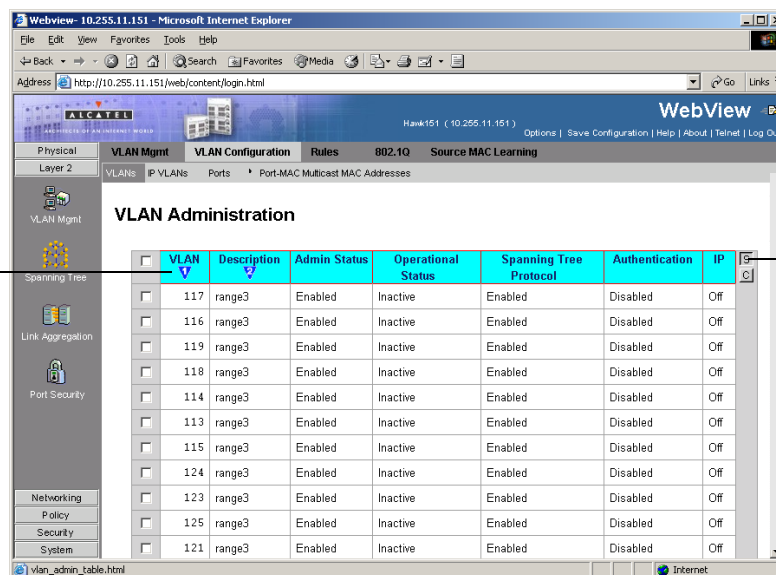 Webview- 10.255.11.151 - Microsoft Internet Explorer
File Edit View Favorites Tools Help
Back Search Favorites Media
Address http://10.255.11.151/web/content/login.html Go Links
ALCATEL
ARCHITECTS OF AN INTERNET WORLD
Hawk151 ( 10.255.11.151 )
WebView
Options | Save Configuration | Help | About | Telnet | Log Ou
Physical
Layer 2
VLAN Mgmt
Spanning Tree
Link Aggregation
Port Security
Networking
Policy
Security
System
VLAN Mgmt VLAN Configuration Rules 802.1Q Source MAC Learning
VLANs IP VLANs Ports Port-MAC Multicast MAC Addresses
VLAN Administration
VLAN 1 Description 2 Admin Status Operational Status Spanning Tree Protocol Authentication IP
S
C
117 range3 Enabled Inactive Enabled Disabled Off
116 range3 Enabled Inactive Enabled Disabled Off
119 range3 Enabled Inactive Enabled Disabled Off
118 range3 Enabled Inactive Enabled Disabled Off
114 range3 Enabled Inactive Enabled Disabled Off
113 range3 Enabled Inactive Enabled Disabled Off
115 range3 Enabled Inactive Enabled Disabled Off
124 range3 Enabled Inactive Enabled Disabled Off
123 range3 Enabled Inactive Enabled Disabled Off
125 range3 Enabled Inactive Enabled Disabled Off
121 range3 Enabled Inactive Enabled Disabled Off
vlan_admin_table.html Internet